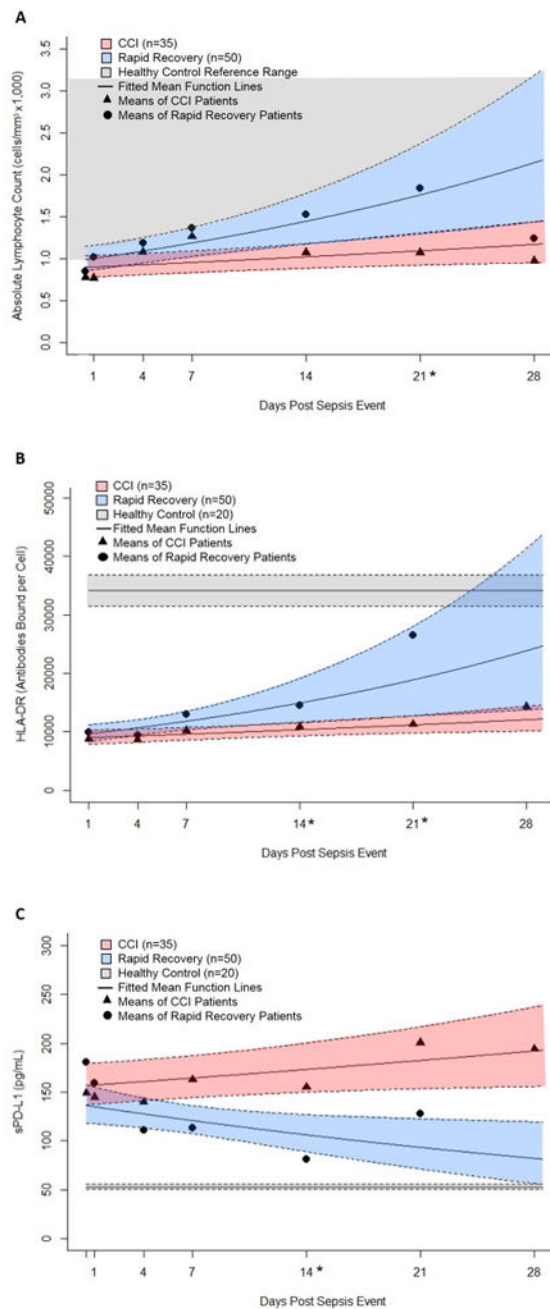 A
CCI (n=35)
Rapid Recovery (n=50)
Healthy Control Reference Range
Fitted Mean Function Lines
Means of CCI Patients
Means of Rapid Recovery Patients
Absolute Lymphocyte Count (cells/mm³ x1,000)
3.5
3.0
2.5
2.0
1.5
1.0
0.5
0.0
1 4 7 14 21 * 28
Days Post Sepsis Event
B
CCI (n=35)
Rapid Recovery (n=50)
Healthy Control (n=20)
Fitted Mean Function Lines
Means of CCI Patients
Means of Rapid Recovery Patients
HLA-DR (Antibodies Bound per Cell)
50000
40000
30000
20000
10000
0
1 4 7 14 * 21 * 28
Days Post Sepsis Event
C
CCI (n=35)
Rapid Recovery (n=50)
Healthy Control (n=20)
Fitted Mean Function Lines
Means of CCI Patients
Means of Rapid Recovery Patients
sPD-L1 (pg/mL)
300
250
200
150
100
50
0
1 4 7 14 * 21 28
Days Post Sepsis Event